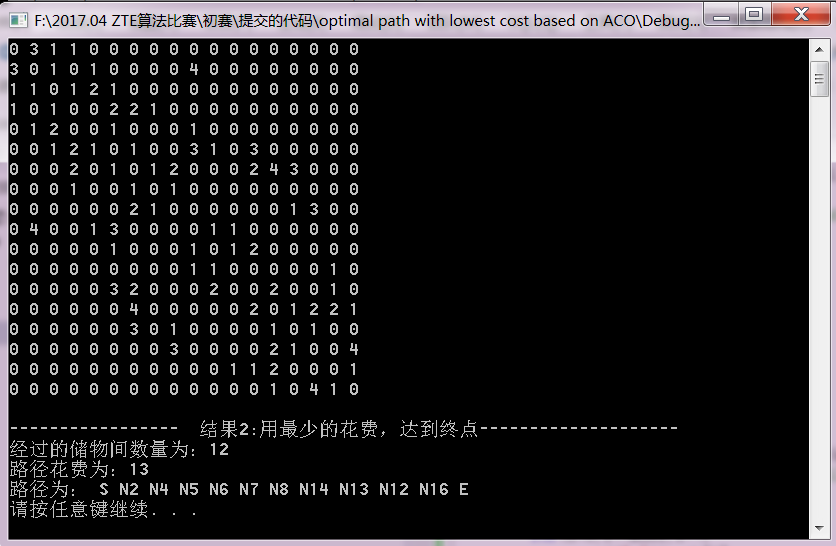 F:\2017.04 ZTE算法比赛\初赛\提交的代码\optimal path with lowest cost based on ACO\Debug...
0 3 1 1 0 0 0 0 0 0 0 0 0 0 0 0 0 0
3 0 1 0 1 0 0 0 0 4 0 0 0 0 0 0 0 0
1 1 0 1 2 1 0 0 0 0 0 0 0 0 0 0 0 0
1 0 1 0 0 2 2 1 0 0 0 0 0 0 0 0 0 0
0 1 2 0 0 1 0 0 0 1 0 0 0 0 0 0 0 0
0 0 1 2 1 0 1 0 0 3 1 0 3 0 0 0 0 0
0 0 0 2 0 1 0 1 2 0 0 0 2 4 3 0 0 0
0 0 0 1 0 0 1 0 1 0 0 0 0 0 0 0 0 0
0 0 0 0 0 0 2 1 0 0 0 0 0 0 1 3 0 0
0 4 0 0 1 3 0 0 0 0 1 1 0 0 0 0 0 0
0 0 0 0 0 1 0 0 0 1 0 1 2 0 0 0 0 0
0 0 0 0 0 0 0 0 0 1 1 0 0 0 0 0 1 0
0 0 0 0 0 3 2 0 0 0 2 0 0 2 0 0 1 0
0 0 0 0 0 0 4 0 0 0 0 0 2 0 1 2 2 1
0 0 0 0 0 0 3 0 1 0 0 0 0 1 0 1 0 0
0 0 0 0 0 0 0 0 3 0 0 0 0 2 1 0 0 4
0 0 0 0 0 0 0 0 0 0 0 1 1 2 0 0 0 1
0 0 0 0 0 0 0 0 0 0 0 0 0 1 0 4 1 0
----------------- 结果2:用最少的花费，达到终点--------------------
经过的储物间数量为：12
路径花费为：13
路径为： S N2 N4 N5 N6 N7 N8 N14 N13 N12 N16 E
请按任意键继续. . .